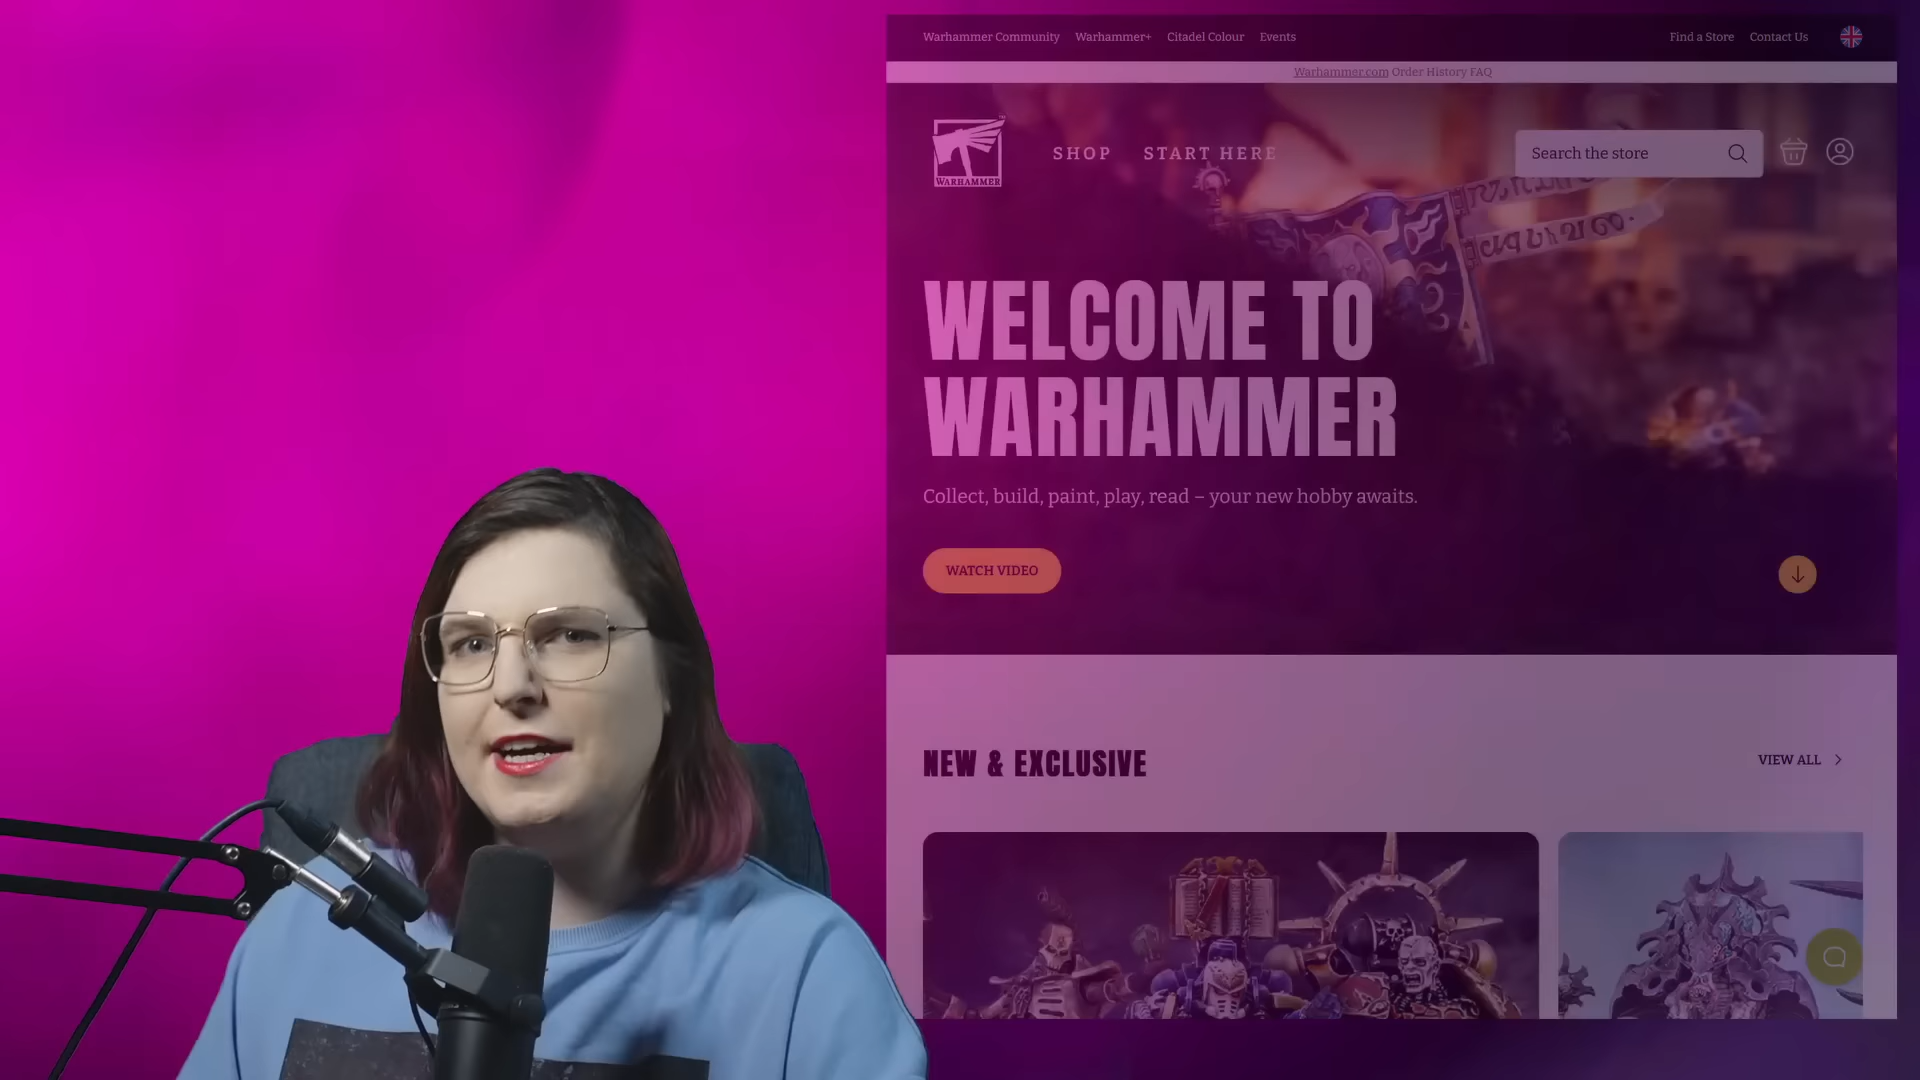 Warhammer Community Warhammer+ Citadel Colour Events Find a Store Contact Us
Warhammer.com Order History FAQ
WARHAMMER
SHOP START HERE
Search the store
WELCOME TO
WARHAMMER
Collect, build, paint, play, read – your new hobby awaits.
WATCH VIDEO
NEW & EXCLUSIVE
VIEW ALL